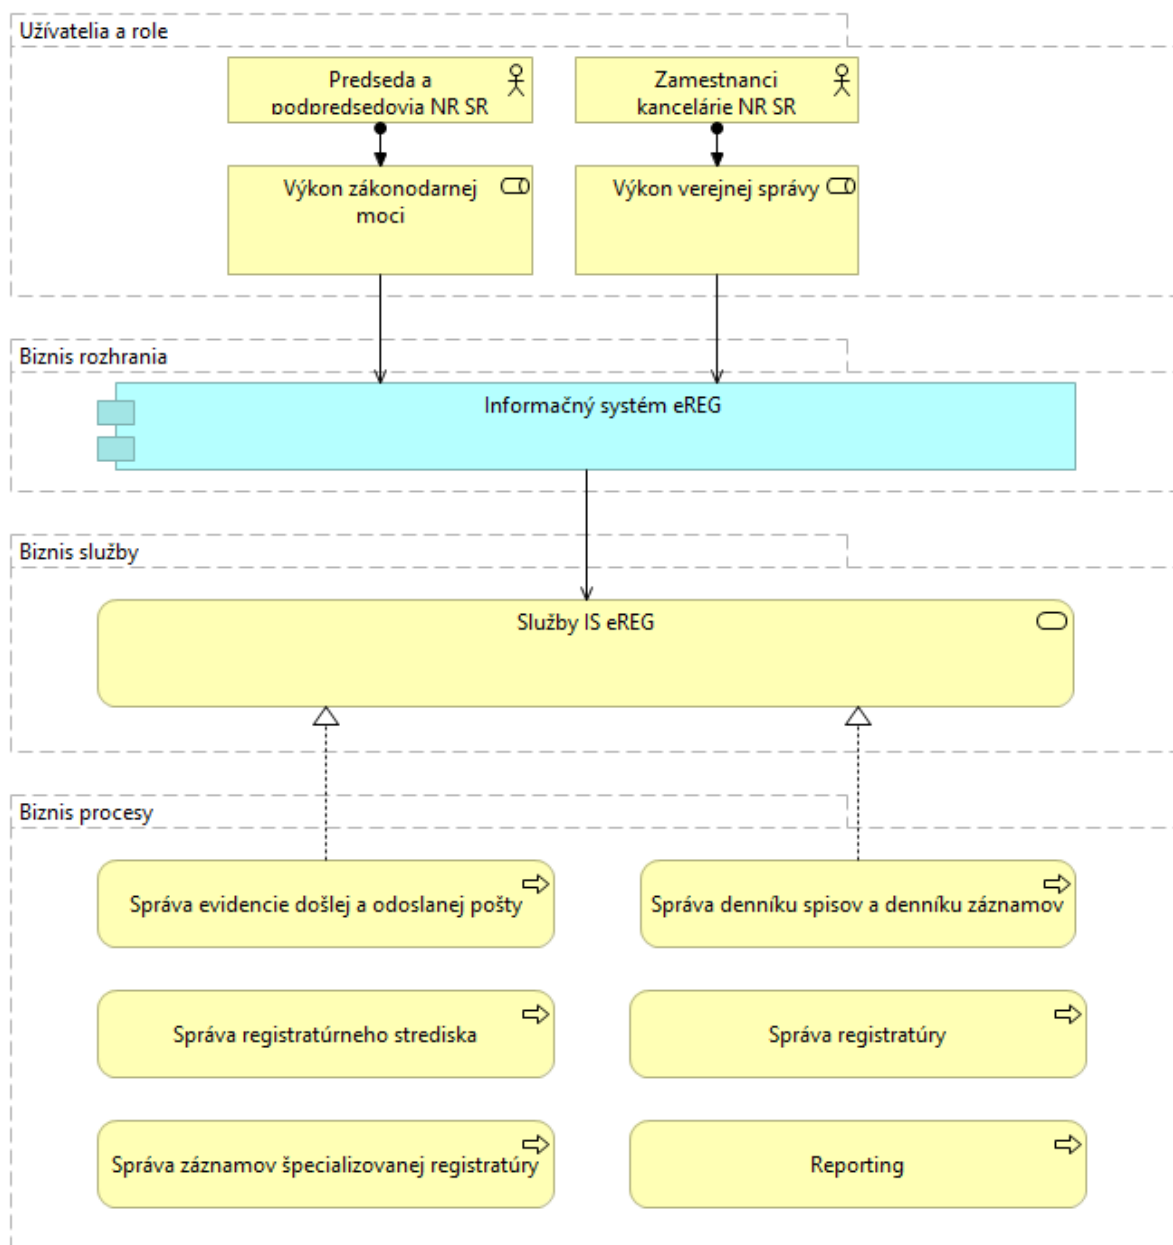 Užívatelia a role
Predseda a
podpredsedovia NR SR
Zamestnanci
kancelárie NR SR
Výkon zákonodarnej
moci
Výkon verejnej správy
Biznis rozhrania
Informačný systém eREG
Biznis služby
Služby IS eREG
Biznis procesy
Správa evidencie došlej a odoslanej pošty
Správa denníku spisov a denníku záznamov
Správa registratúrneho strediska
Správa registratúry
Správa záznamov špecializovanej registratúry
Reporting